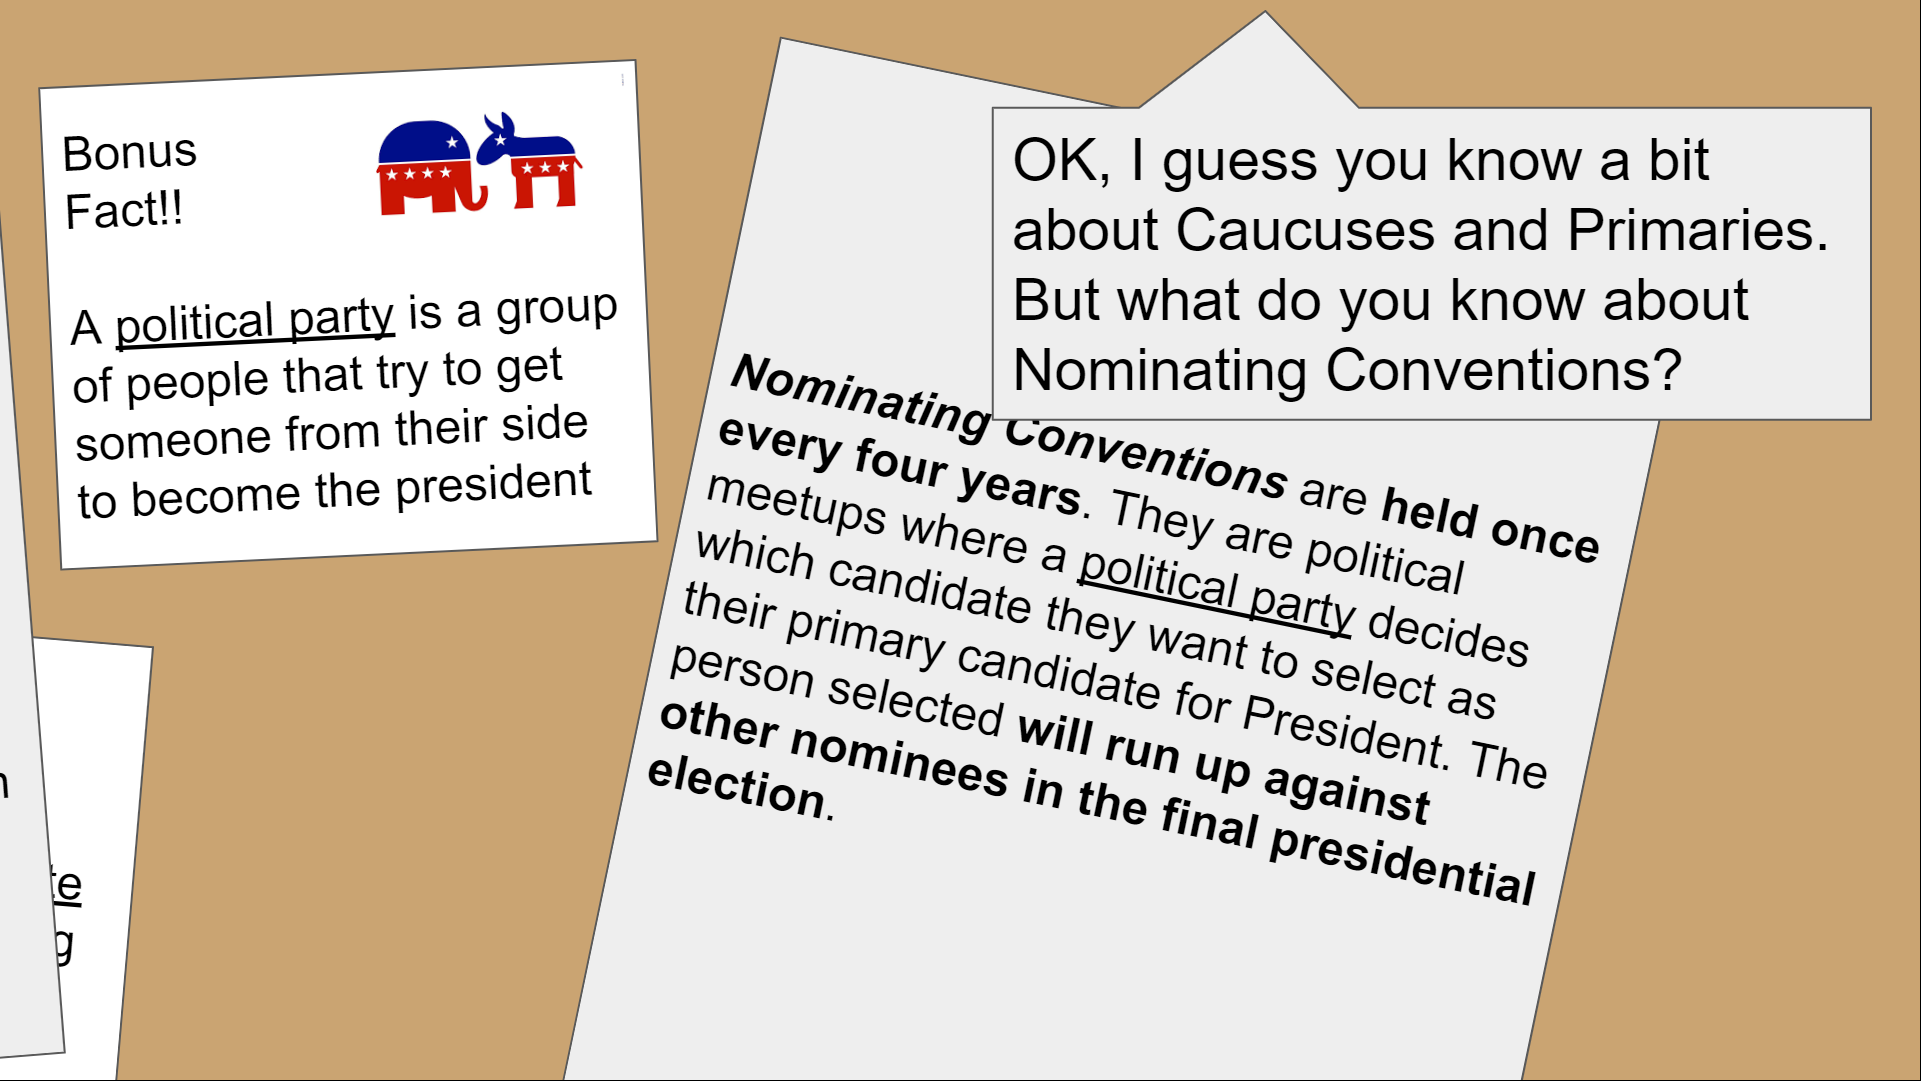 Bonus
Fact!!
A political party is a group
of people that try to get
someone from their side
to become the president
OK, I guess you know a bit
about Caucuses and Primaries.
But what do you know about
Nominating Conventions?
Nominating Conventions are held once
every four years. They are political
meetups where a political party decides
which candidate they want to select as
their primary candidate for President. The
person selected will run up against
other nominees in the final presidential
election.